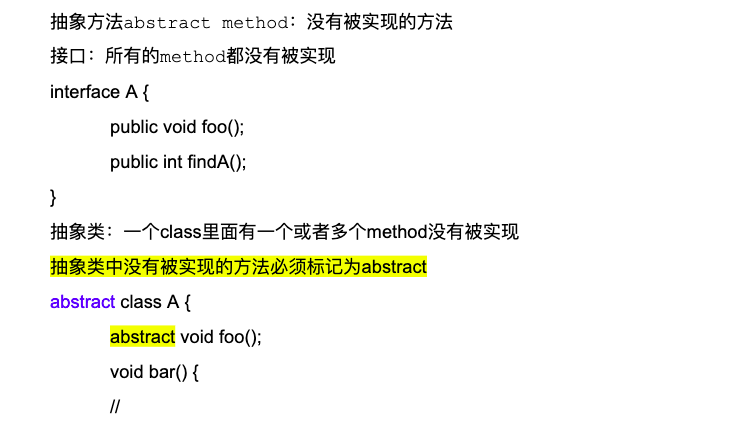 抽象方法abstract method：没有被实现的方法
接口：所有的method都没有被实现
interface A {
public void foo();
public int findA();
}
抽象类：一个class里面有一个或者多个method没有被实现
抽象类中没有被实现的方法必须标记为abstract
abstract class A {
abstract void foo();
void bar() {
//